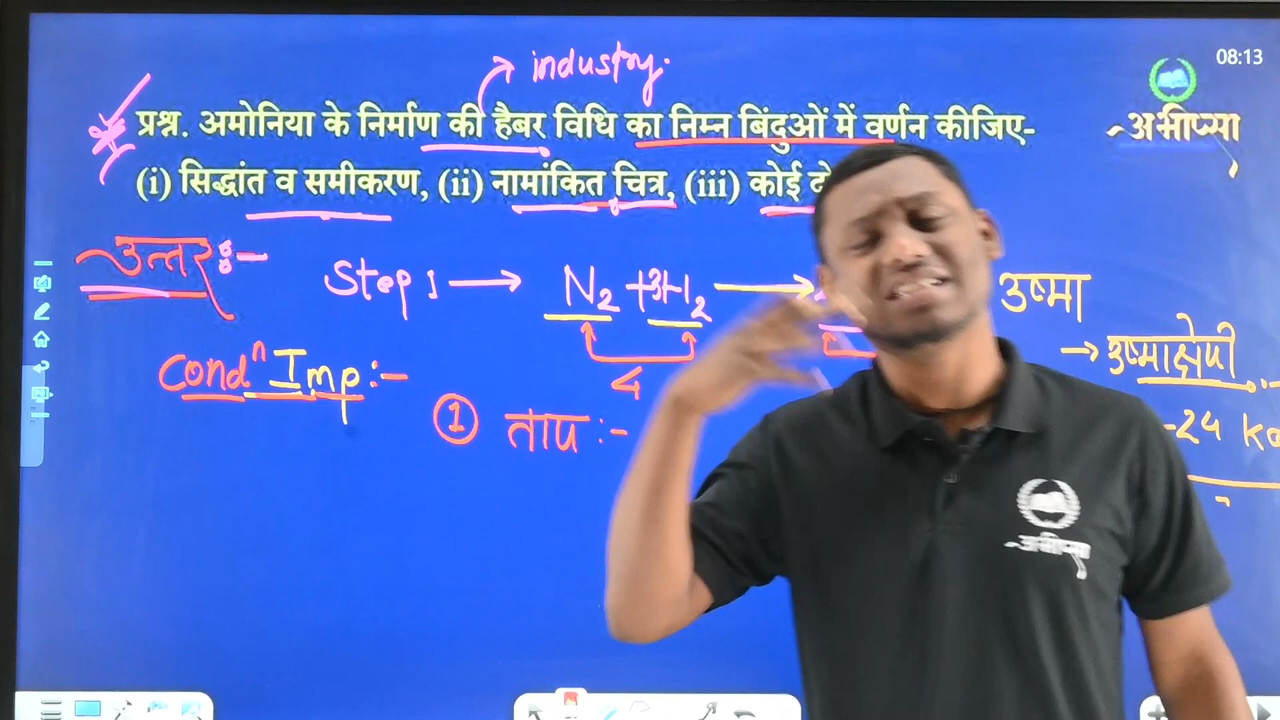 industry.
08:13
प्रश्न. अमोनिया के निर्माण की हैबर विधि का निम्न बिंदुओं में वर्णन कीजिए-
अभीप्सा
(i) सिद्धांत व समीकरण, (ii) नामांकित चित्र, (iii) कोई
उत्तर:-
Step 1 → N₂ + 3H₂ →
उष्मा
Condⁿ Imp:-
4
→ उष्माक्षेपी:-
① ताप:-
-24
अभीप्सा